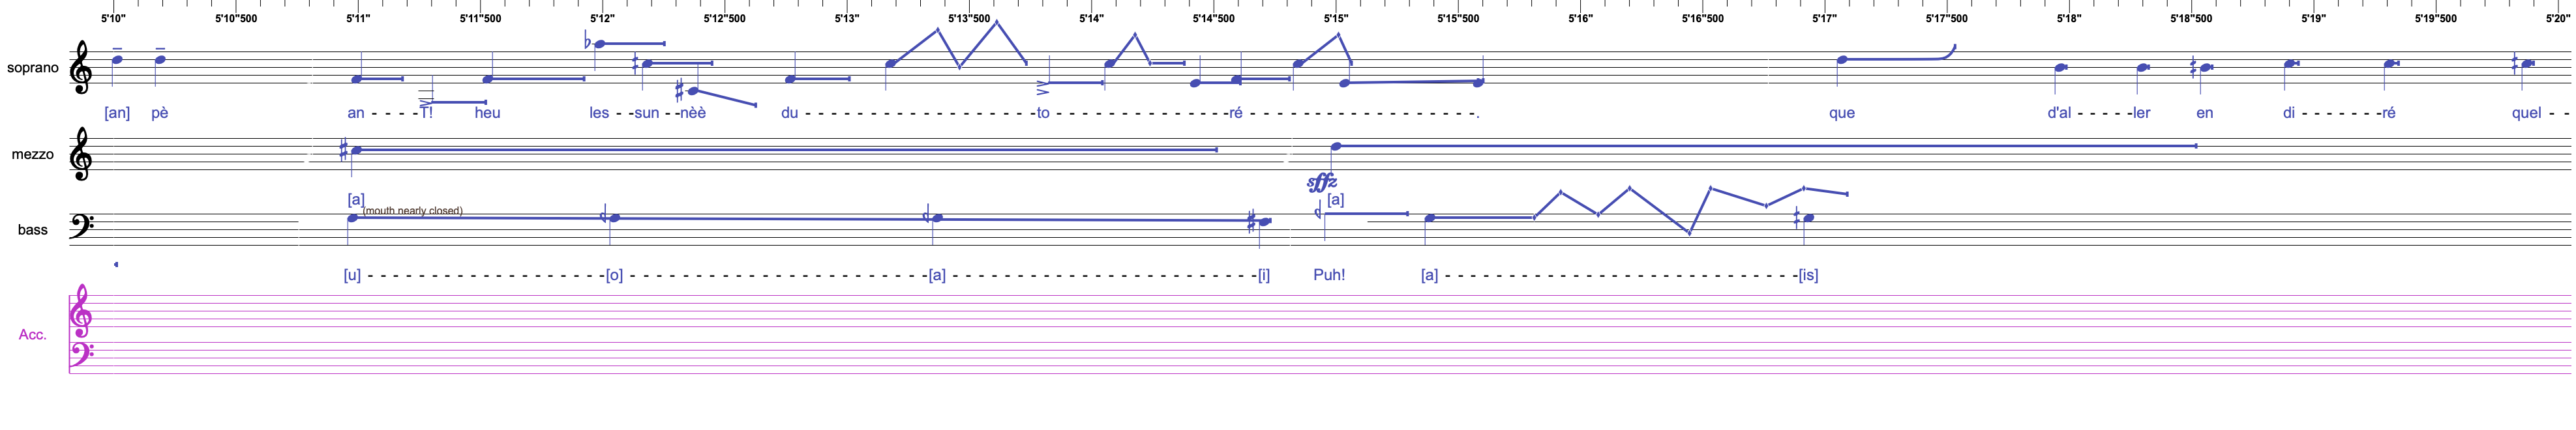 5'10" 5'10"500 5'11" 5'11"500 5'12" 5'12"500 5'13" 5'13"500 5'14" 5'14"500 5'15" 5'15"500 5'16" 5'16"500 5'17" 5'17"500 5'18" 5'18"500 5'19" 5'19"500 5'20"
soprano
[an] pè an - - - - T! heu les - - sun - - nèè du - - - - - - - - - - - - - - - - - - - to - - - - - - - - - - - - - - ré - - - - - - - - - - - - - - - - - - . que d'al - - - - - ler en di - - - - - - ré quel - -
mezzo
sffz
[a] [a]
(mouth nearly closed)
bass
[u] - - - - - - - - - - - - - - - - - - - [o] - - - - - - - - - - - - - - - - - - - - - - - - [a] - - - - - - - - - - - - - - - - - - - - - - - - [i] Puh! [a] - - - - - - - - - - - - - - - - - - - - - - - - - - - - [is]
Acc.